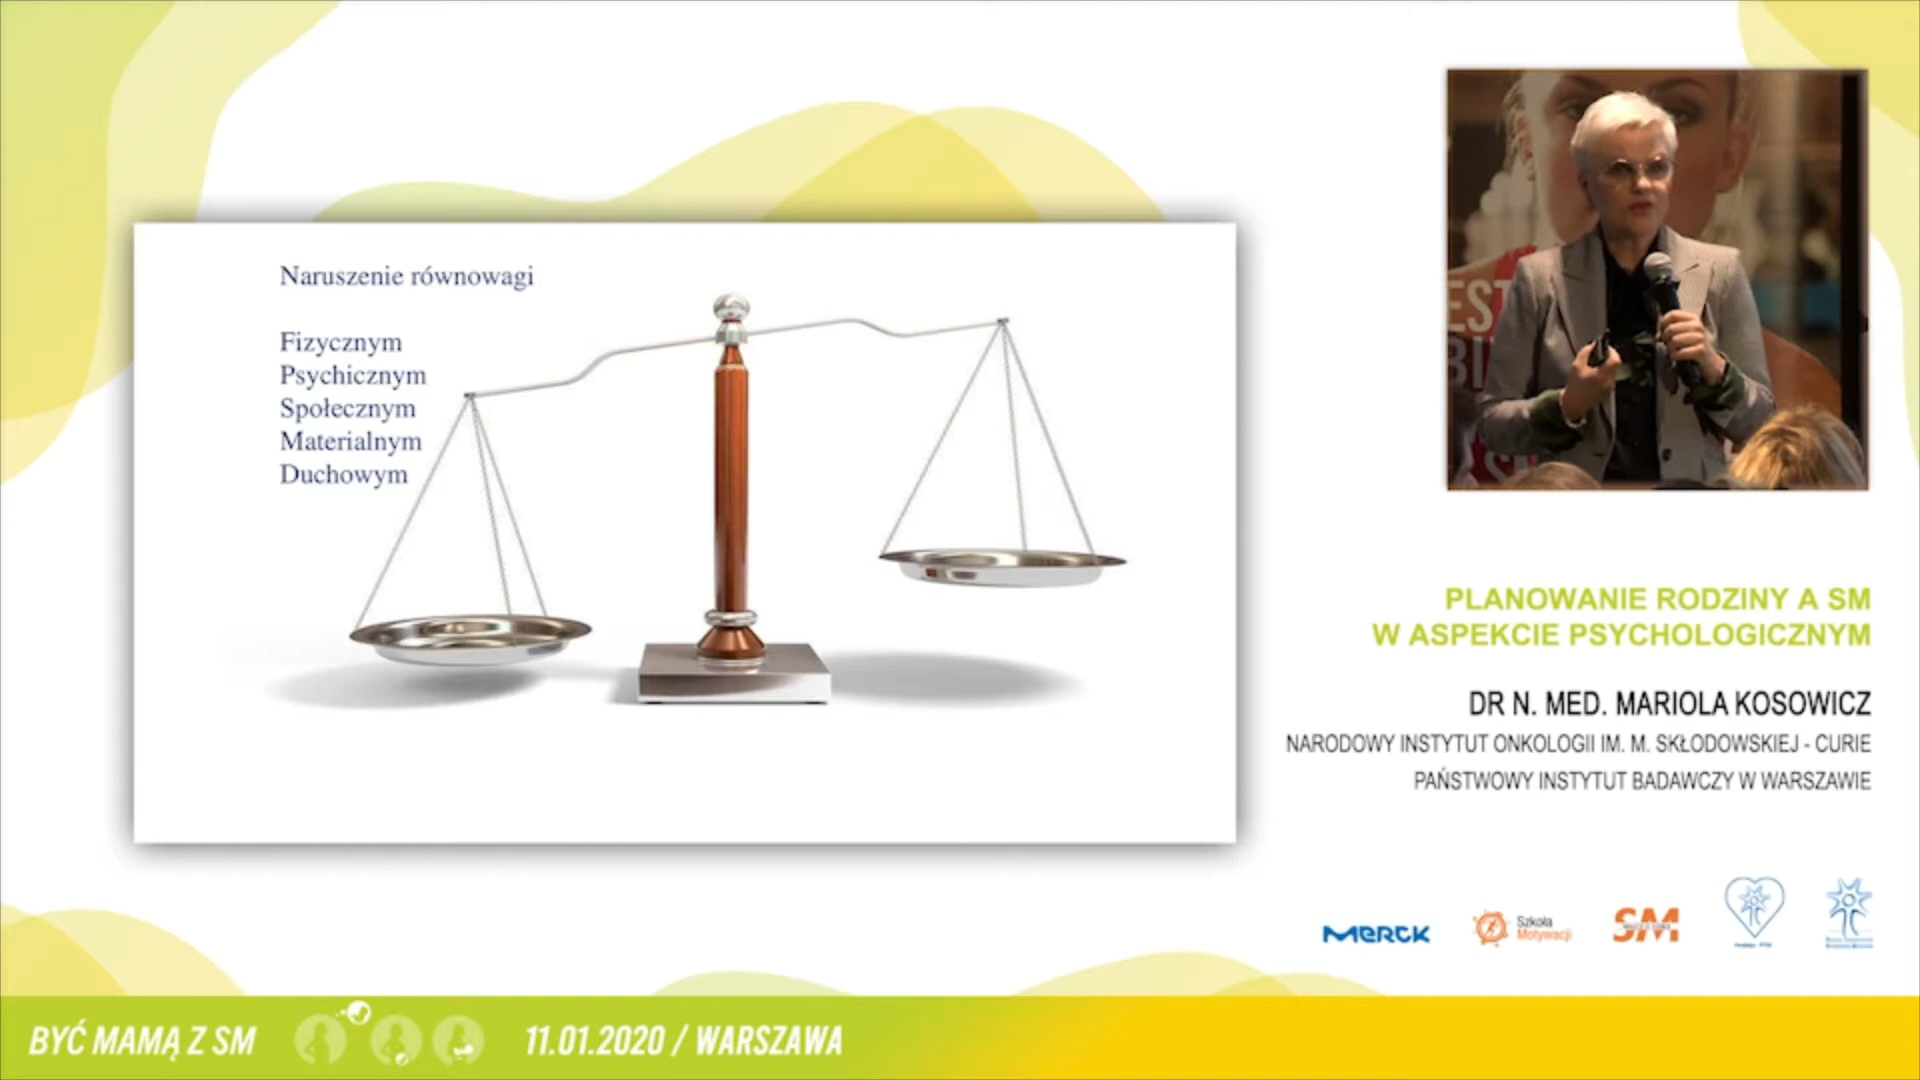 Naruszenie równowagi
Fizycznym
Psychicznym
Społecznym
Materialnym
Duchowym
PLANOWANIE RODZINY A SM
W ASPEKCIE PSYCHOLOGICZNYM
DR N. MED. MARIOLA KOSOWICZ
NARODOWY INSTYTUT ONKOLOGII IM. M. SKŁODOWSKIEJ - CURIE
PAŃSTWOWY INSTYTUT BADAWCZY W WARSZAWIE
MERCK
Szkoła
Motywacji
SM
BYĆ MAMĄ Z SM
11.01.2020 / WARSZAWA